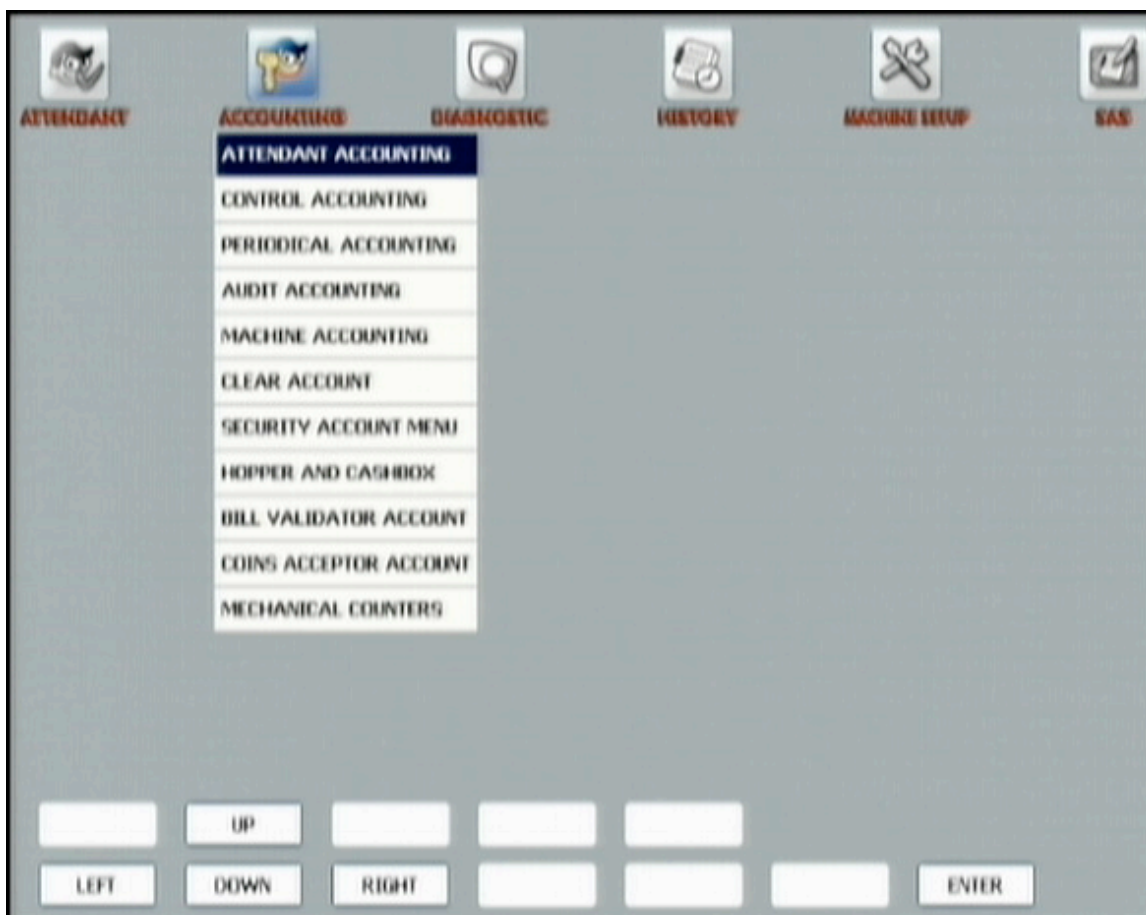 ATTENDANT ACCOUNTING DIAGNOSTIC HISTORY MACHINE SETUP SAS
ATTENDANT ACCOUNTING
CONTROL ACCOUNTING
PERIODICAL ACCOUNTING
AUDIT ACCOUNTING
MACHINE ACCOUNTING
CLEAR ACCOUNT
SECURITY ACCOUNT MENU
HOPPER AND CASHBOX
BILL VALIDATOR ACCOUNT
COINS ACCEPTOR ACCOUNT
MECHANICAL COUNTERS
UP
LEFT DOWN RIGHT ENTER